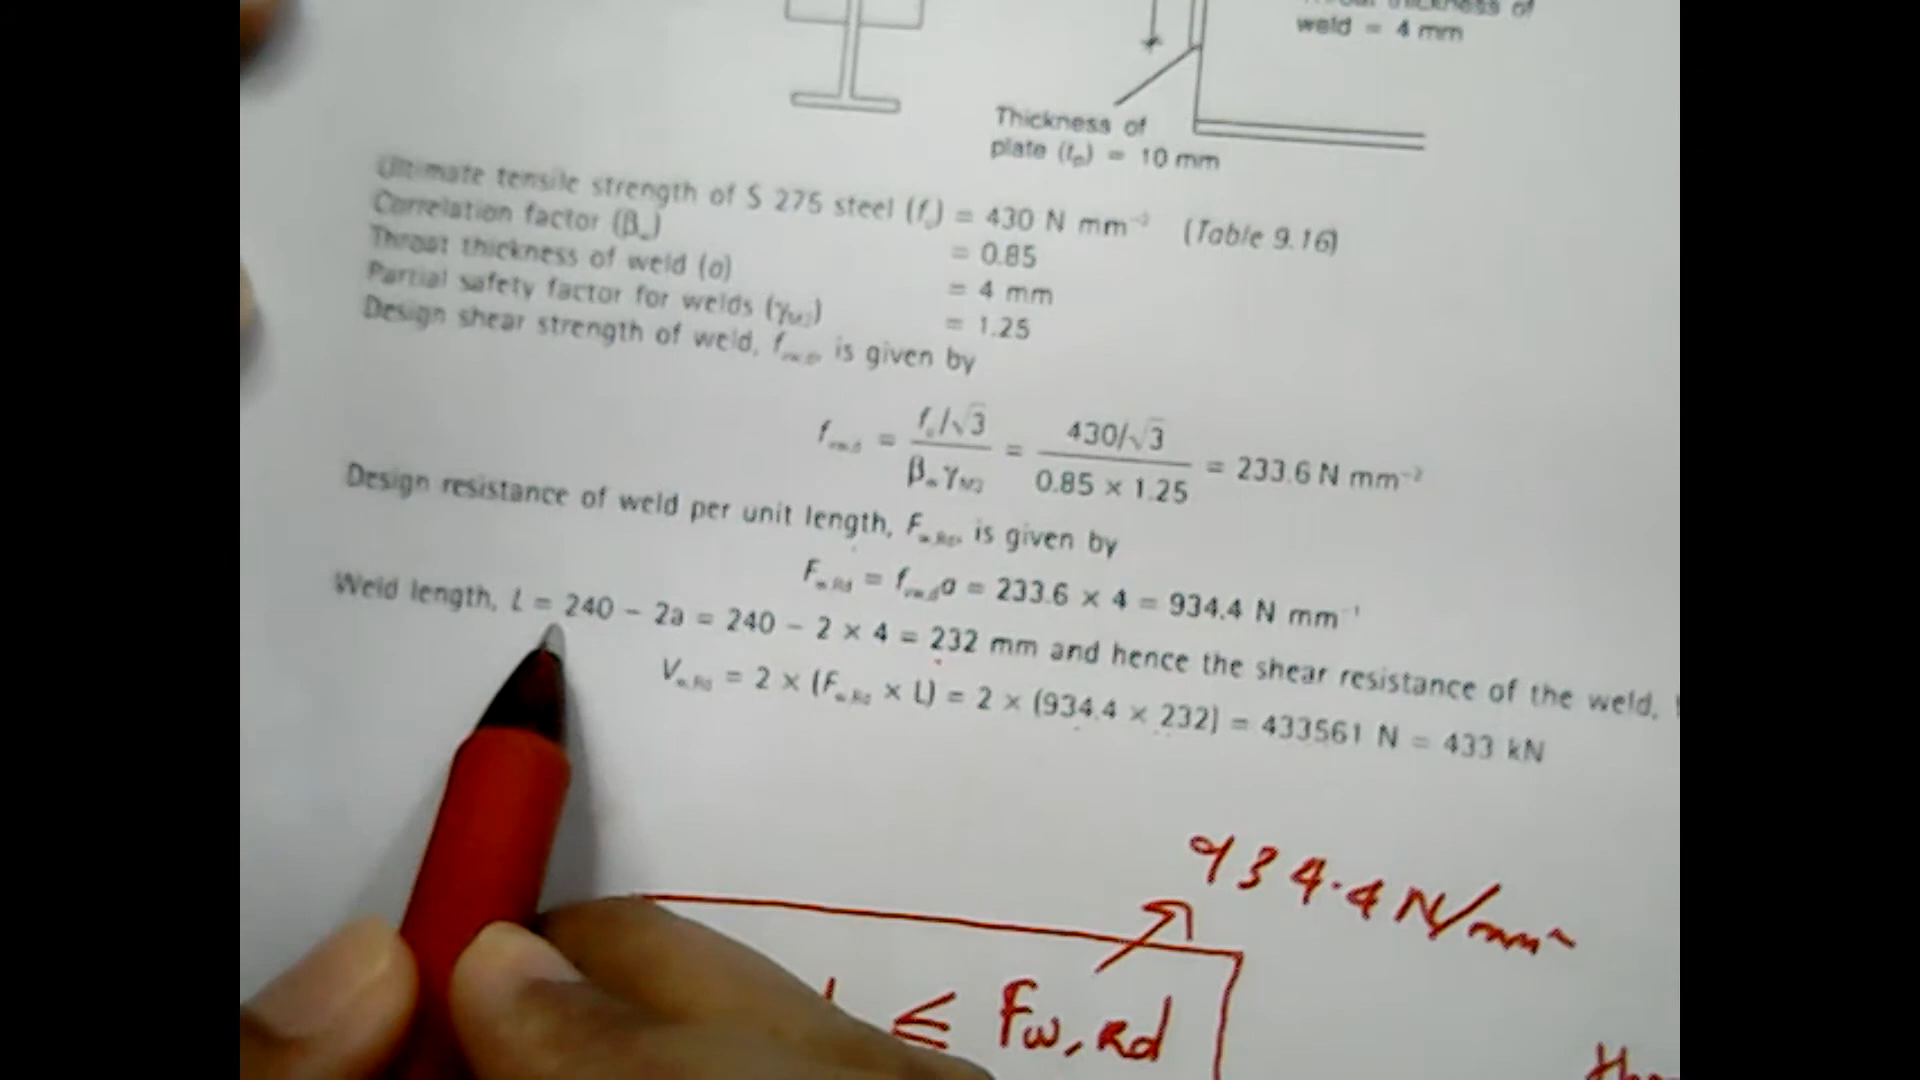 thickness of
weld = 4 mm
Thickness of
plate (tp) = 10 mm
Ultimate tensile strength of S 275 steel (fu) = 430 N mm⁻² (Table 9.16)
Correlation factor (βw) = 0.85
Throat thickness of weld (a) = 4 mm
Partial safety factor for welds (γM2) = 1.25
Design shear strength of weld, fvw,d, is given by
fvw,d = fu/√3 / βwγM2 = 430/√3 / 0.85 × 1.25 = 233.6 N mm⁻²
Design resistance of weld per unit length, Fw,Rd, is given by
Fw,Rd = fvw,d a = 233.6 × 4 = 934.4 N mm⁻¹
Weld length, L = 240 – 2a = 240 – 2 × 4 = 232 mm and hence the shear resistance of the weld,
Vw,Rd = 2 × (Fw,Rd × L) = 2 × (934.4 × 232) = 433561 N = 433 kN
934.4 N/mm²
≤ Fw,Rd